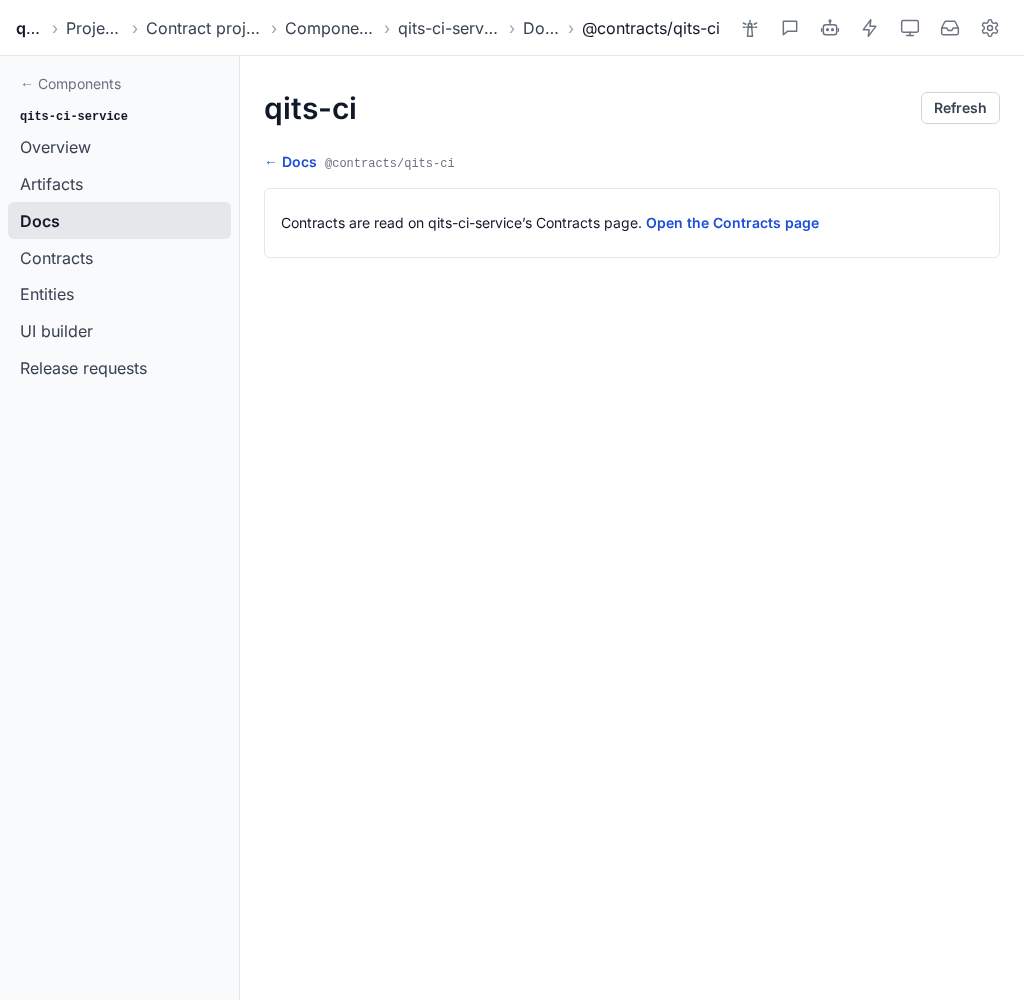 q… › Proje… › Contract proj… › Compone… › qits-ci-serv… › Do… › @contracts/qits-ci
← Components
qits-ci-service
Overview
Artifacts
Docs
Contracts
Entities
UI builder
Release requests
qits-ci
Refresh
← Docs @contracts/qits-ci
Contracts are read on qits-ci-service’s Contracts page. Open the Contracts page